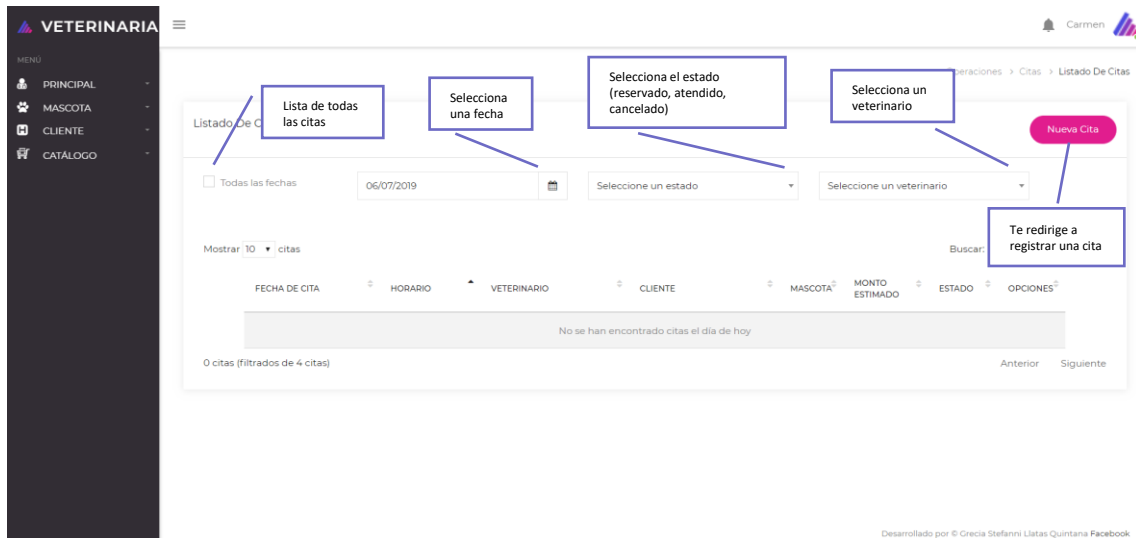 VETERINARIA
Carmen
MENÚ
PRINCIPAL
MASCOTA
CLIENTE
CATÁLOGO
Operaciones > Citas > Listado De Citas
Lista de todas
las citas
Selecciona
una fecha
Selecciona el estado
(reservado, atendido,
cancelado)
Selecciona un
veterinario
Listado De
Nueva Cita
Todas las fechas
06/07/2019
Seleccione un estado
Seleccione un veterinario
Te redirige a
registrar una cita
Mostrar 10 citas
Buscar:
FECHA DE CITA HORARIO VETERINARIO CLIENTE MASCOTA MONTO ESTIMADO ESTADO OPCIONES
No se han encontrado citas el día de hoy
0 citas (filtrados de 4 citas)
Anterior Siguiente
Desarrollado por © Grecia Stefanni Llatas Quintana Facebook